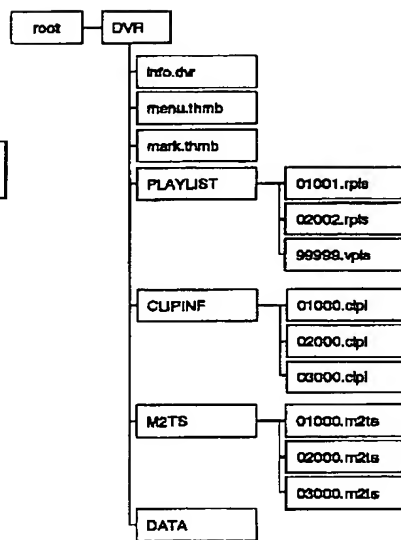 root DVR
info.dvr
menu.thmb
mark.thmb
PLAYLIST 01001.rpls
02002.rpls
99999.vpls
CLIPINF 01000.clpi
02000.clpi
03000.clpi
M2TS 01000.m2ts
02000.m2ts
03000.m2ts
DATA